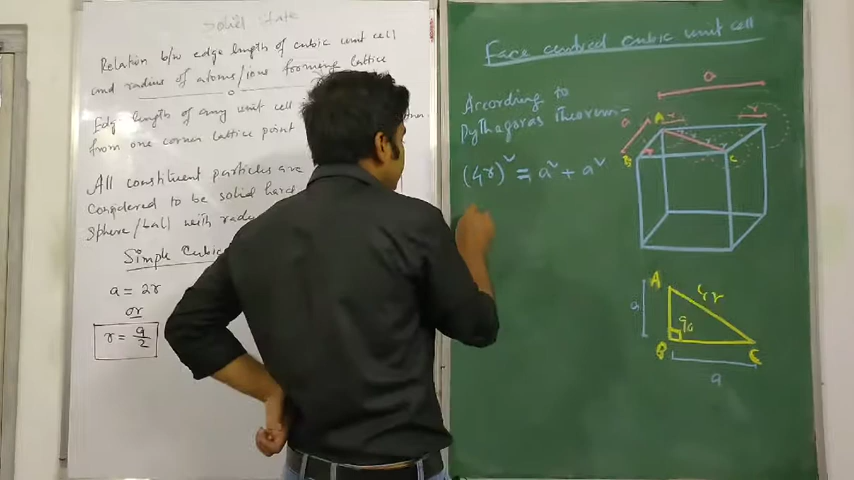 Solid State
Relation b/w edge length of cubic unit cell
and radius of atoms/ions forming lattice
Edge length of any unit cell
from one corner lattice point
All constituent particles are
considered to be solid hard
sphere/ball with
Simple Cubic
a = 2r
or
r = a/2
Face centred cubic unit cell
According to
Pythagoras Theorem-
(4r)² = a² + a²
a
a
A
r
r
B
C
A
4r
a
90
B
C
a